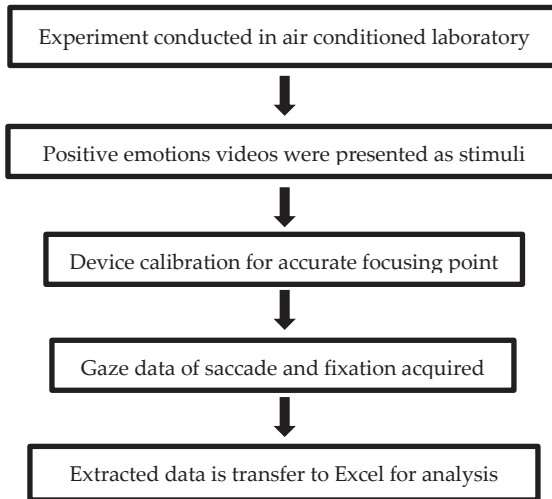 Experiment conducted in air conditioned laboratory
Positive emotions videos were presented as stimuli
Device calibration for accurate focusing point
Gaze data of saccade and fixation acquired
Extracted data is transfer to Excel for analysis